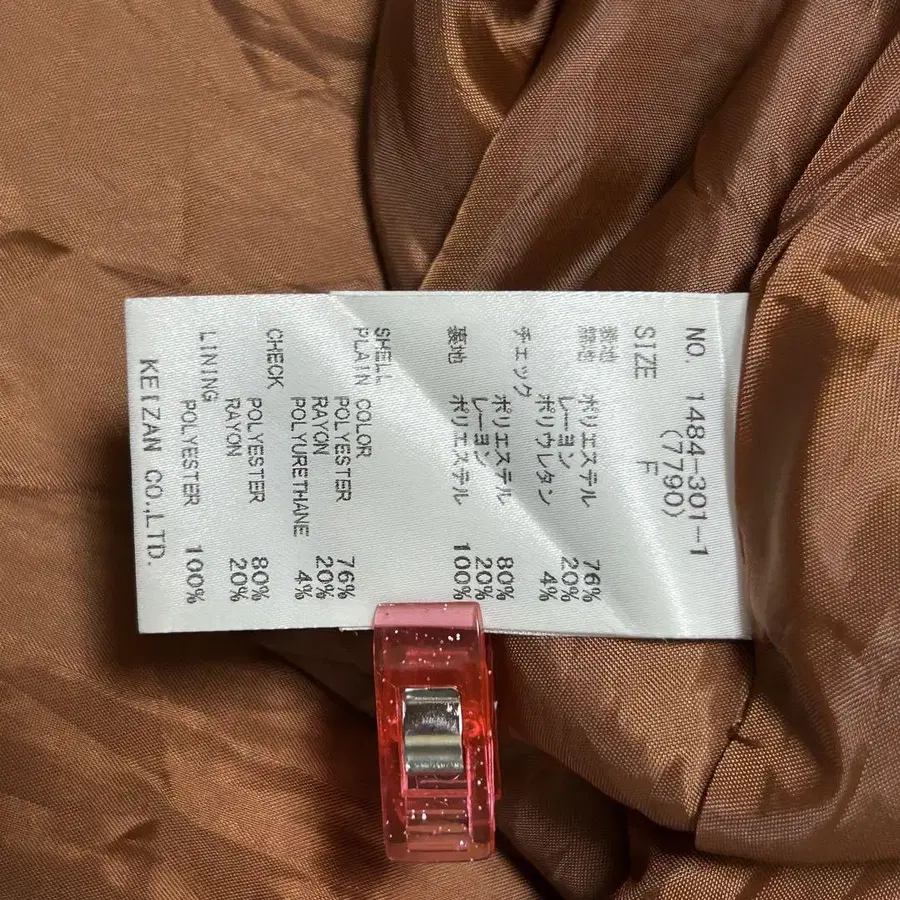 NO. 1484-301-1
(7790)
SIZE F
表地
無地 ポリエステル 76%
レーヨン 20%
ポリウレタン 4%
チェック
ポリエステル 80%
レーヨン 20%
裏地 ポリエステル 100%
SHELL
PLAIN COLOR
POLYESTER 76%
RAYON 20%
POLYURETHANE 4%
CHECK
POLYESTER 80%
RAYON 20%
LINING
POLYESTER 100%
KEIZAN CO.,LTD.